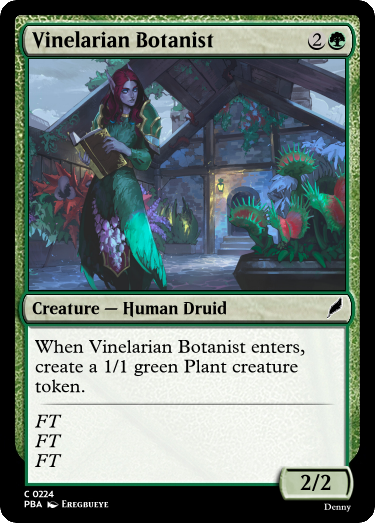 Vinelarian Botanist 2
Creature — Human Druid
When Vinelarian Botanist enters,
create a 1/1 green Plant creature
token.
FT
FT
FT
2/2
C 0224
PBA EREGBUEYE
Denny